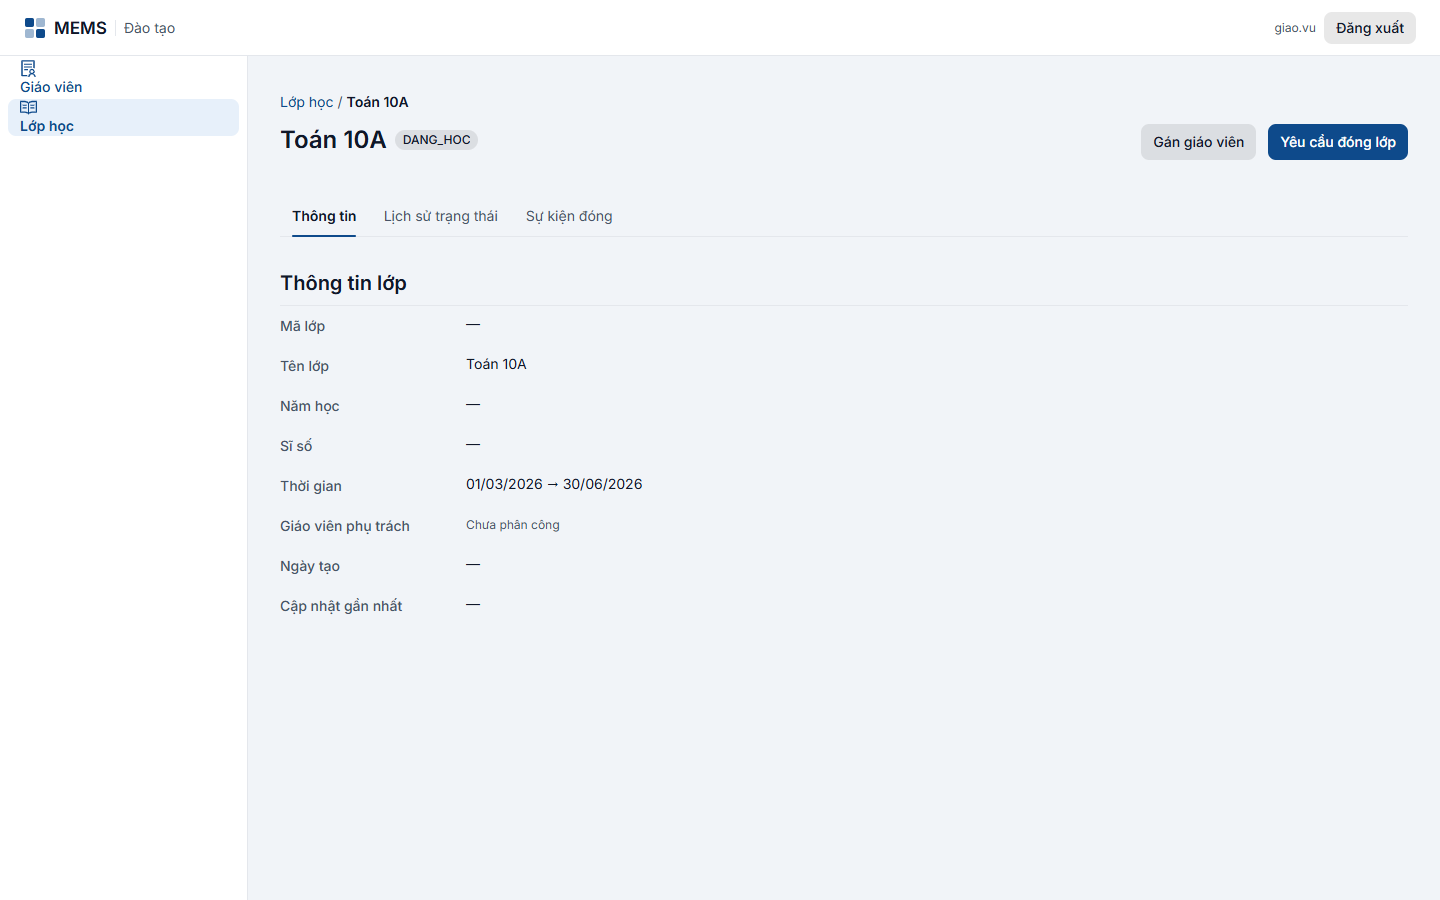 MEMS Đào tạo
giao.vu Đăng xuất
Giáo viên
Lớp học
Lớp học / Toán 10A
Toán 10A DANG_HOC
Gán giáo viên Yêu cầu đóng lớp
Thông tin Lịch sử trạng thái Sự kiện đóng
Thông tin lớp
Mã lớp —
Tên lớp Toán 10A
Năm học —
Sĩ số —
Thời gian 01/03/2026 → 30/06/2026
Giáo viên phụ trách Chưa phân công
Ngày tạo —
Cập nhật gần nhất —